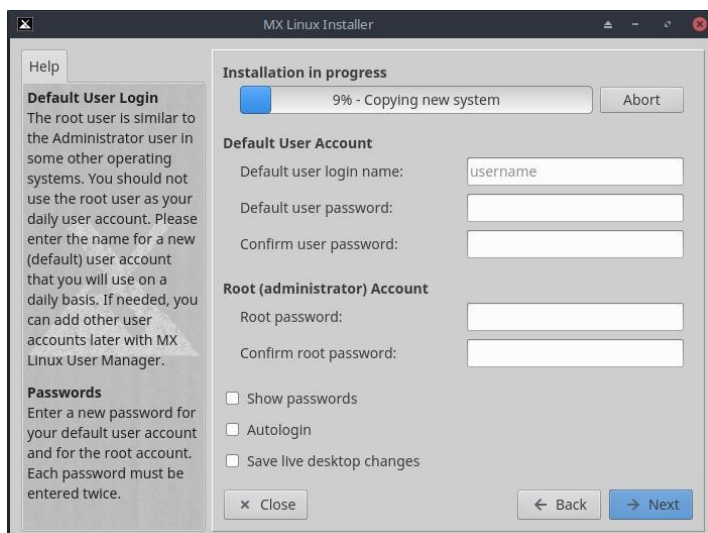 MX Linux Installer
Help
Default User Login
The root user is similar to
the Administrator user in
some other operating
systems. You should not
use the root user as your
daily user account. Please
enter the name for a new
(default) user account
that you will use on a
daily basis. If needed, you
can add other user
accounts later with MX
Linux User Manager.
Passwords
Enter a new password for
your default user account
and for the root account.
Each password must be
entered twice.
Installation in progress
9% - Copying new system
Abort
Default User Account
Default user login name: username
Default user password:
Confirm user password:
Root (administrator) Account
Root password:
Confirm root password:
Show passwords
Autologin
Save live desktop changes
Close
Back
Next